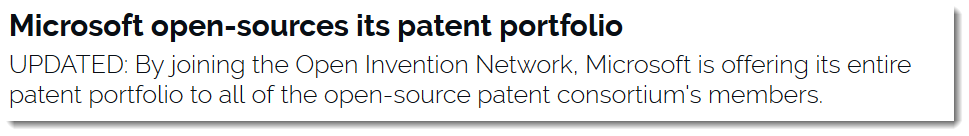 Microsoft open-sources its patent portfolio
UPDATED: By joining the Open Invention Network, Microsoft is offering its entire
patent portfolio to all of the open-source patent consortium's members.